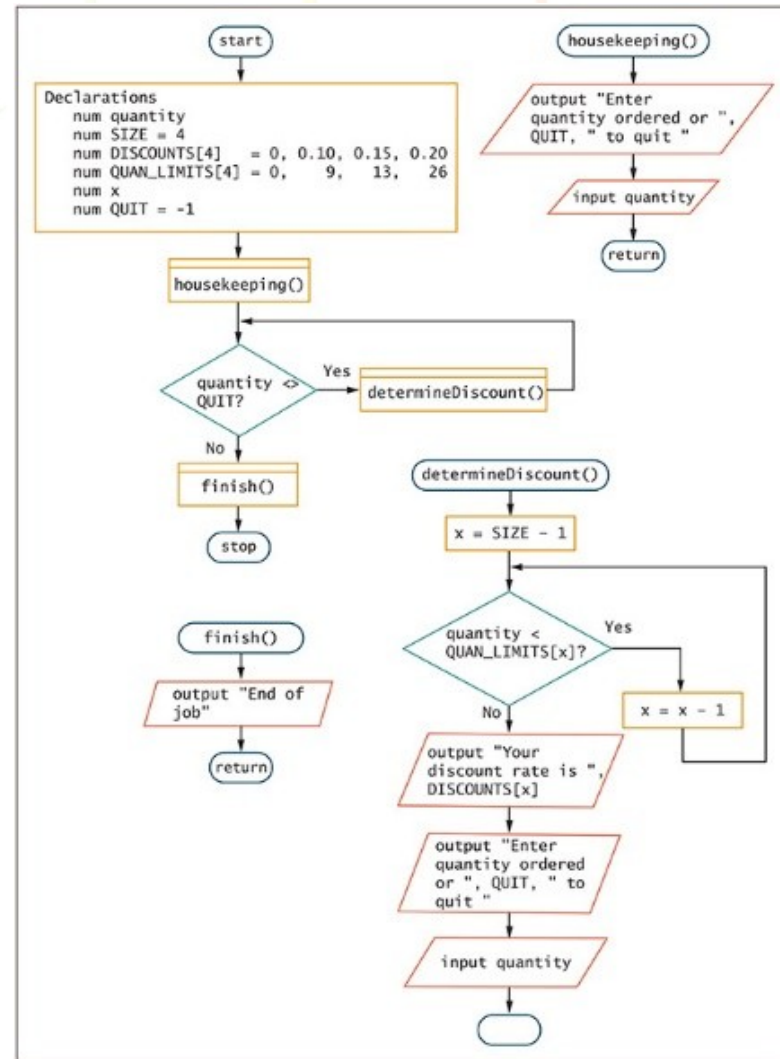 start
Declarations
num quantity
num SIZE = 4
num DISCOUNTS[4] = 0, 0.10, 0.15, 0.20
num QUAN_LIMITS[4] = 0, 9, 13, 26
num x
num QUIT = -1
housekeeping()
quantity <>
QUIT?
Yes
determineDiscount()
No
finish()
stop
housekeeping()
output "Enter
quantity ordered or ",
QUIT, " to quit "
input quantity
return
finish()
output "End of
job"
return
determineDiscount()
x = SIZE - 1
quantity <
QUAN_LIMITS[x]?
Yes
x = x - 1
No
output "Your
discount rate is ",
DISCOUNTS[x]
output "Enter
quantity ordered
or ", QUIT, " to
quit "
input quantity